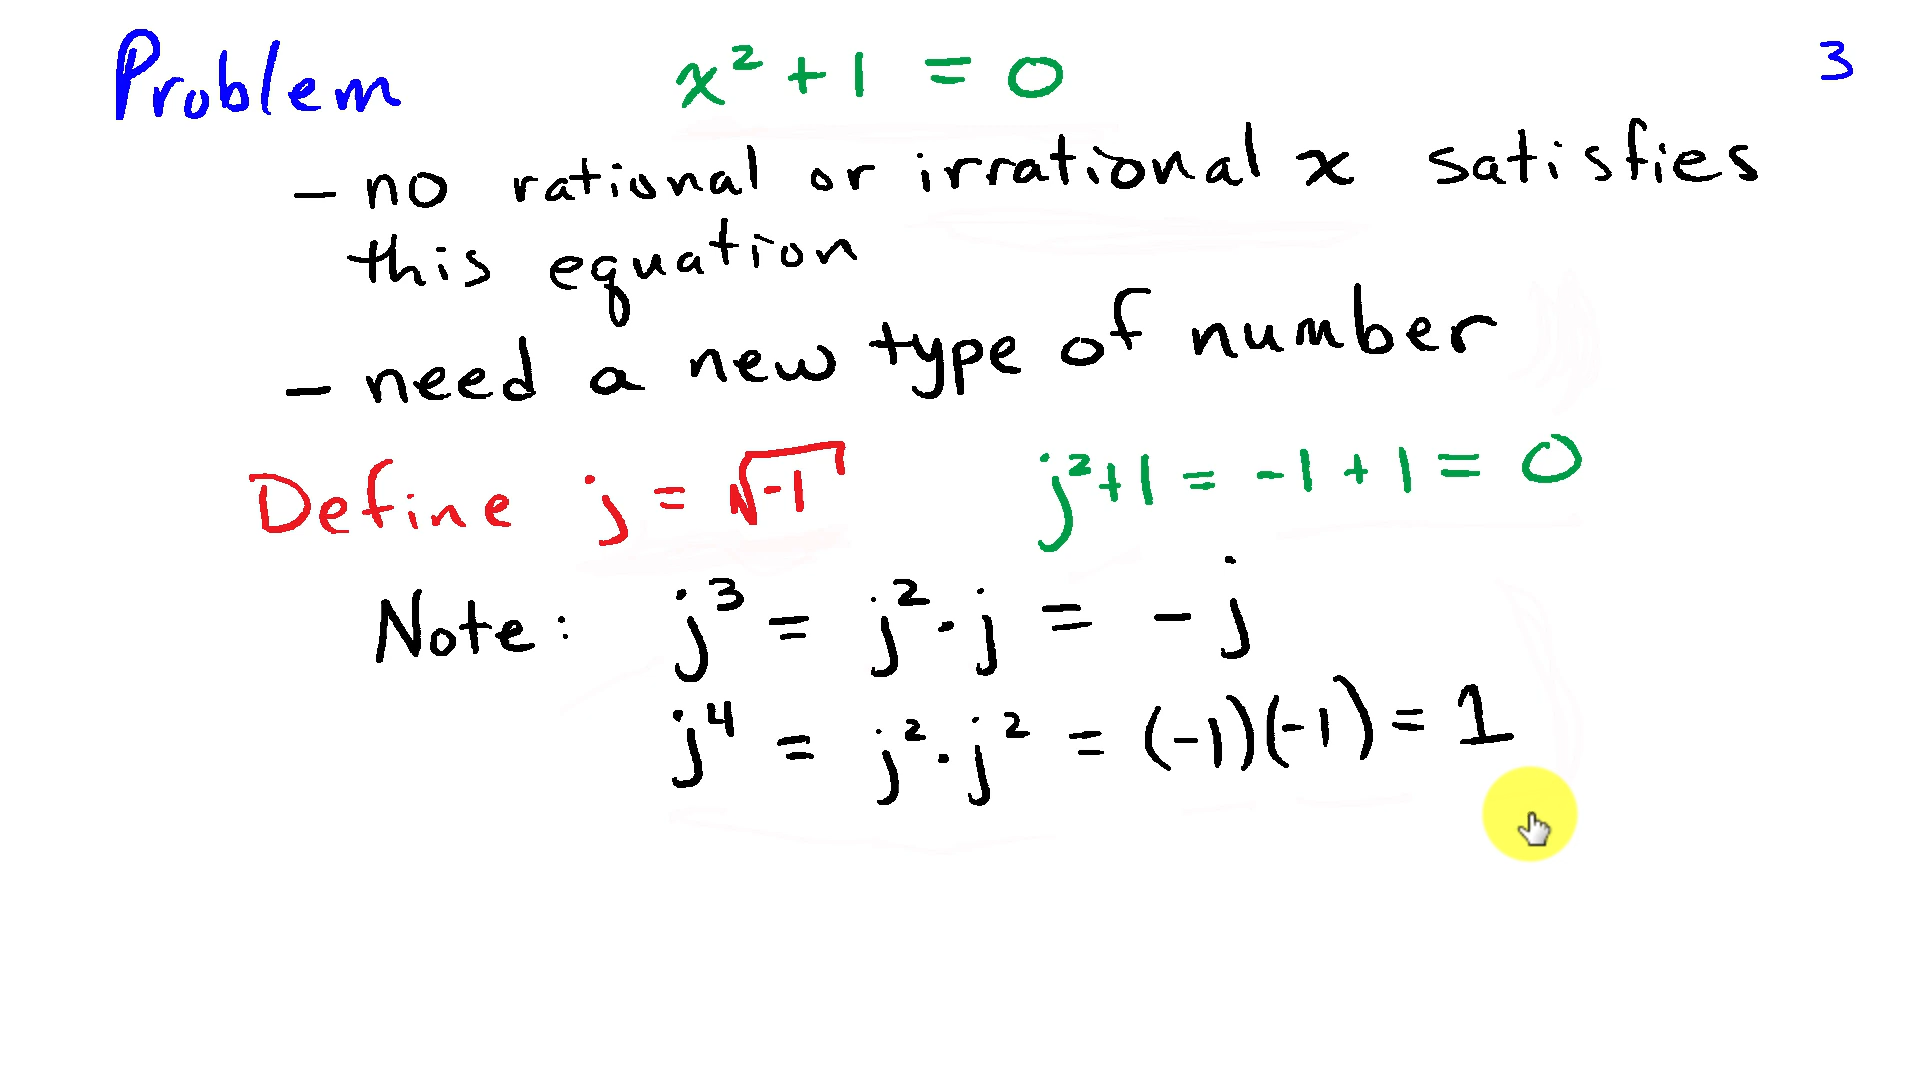 Problem x² + 1 = 0 3
– no rational or irrational x satisfies
this equation
– need a new type of number
Define j = √-1 j²+1 = -1 + 1 = 0
Note: j³ = j² · j = - j
j⁴ = j² · j² = (-1)(-1) = 1